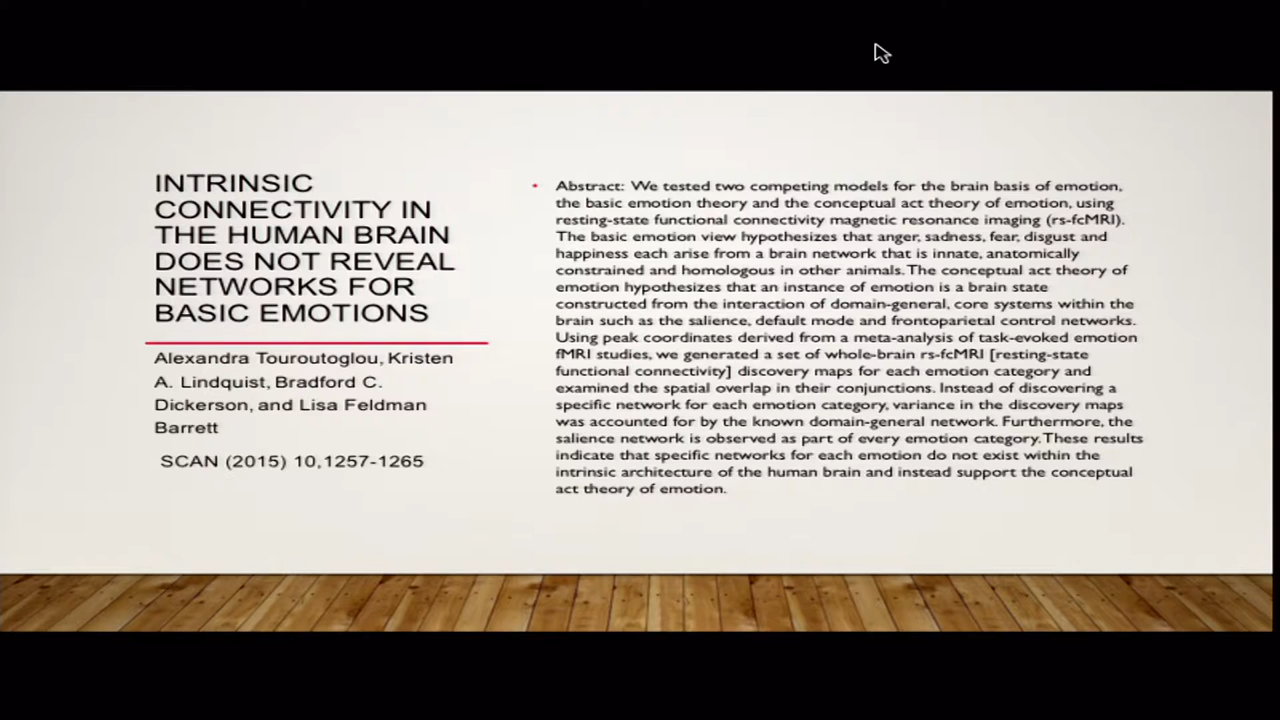 INTRINSIC
CONNECTIVITY IN
THE HUMAN BRAIN
DOES NOT REVEAL
NETWORKS FOR
BASIC EMOTIONS
Alexandra Touroutoglou, Kristen
A. Lindquist, Bradford C.
Dickerson, and Lisa Feldman
Barrett
SCAN (2015) 10,1257-1265
• Abstract: We tested two competing models for the brain basis of emotion,
the basic emotion theory and the conceptual act theory of emotion, using
resting-state functional connectivity magnetic resonance imaging (rs-fcMRI).
The basic emotion view hypothesizes that anger, sadness, fear, disgust and
happiness each arise from a brain network that is innate, anatomically
constrained and homologous in other animals. The conceptual act theory of
emotion hypothesizes that an instance of emotion is a brain state
constructed from the interaction of domain-general, core systems within the
brain such as the salience, default mode and frontoparietal control networks.
Using peak coordinates derived from a meta-analysis of task-evoked emotion
fMRI studies, we generated a set of whole-brain rs-fcMRI [resting-state
functional connectivity] discovery maps for each emotion category and
examined the spatial overlap in their conjunctions. Instead of discovering a
specific network for each emotion category, variance in the discovery maps
was accounted for by the known domain-general network. Furthermore, the
salience network is observed as part of every emotion category. These results
indicate that specific networks for each emotion do not exist within the
intrinsic architecture of the human brain and instead support the conceptual
act theory of emotion.